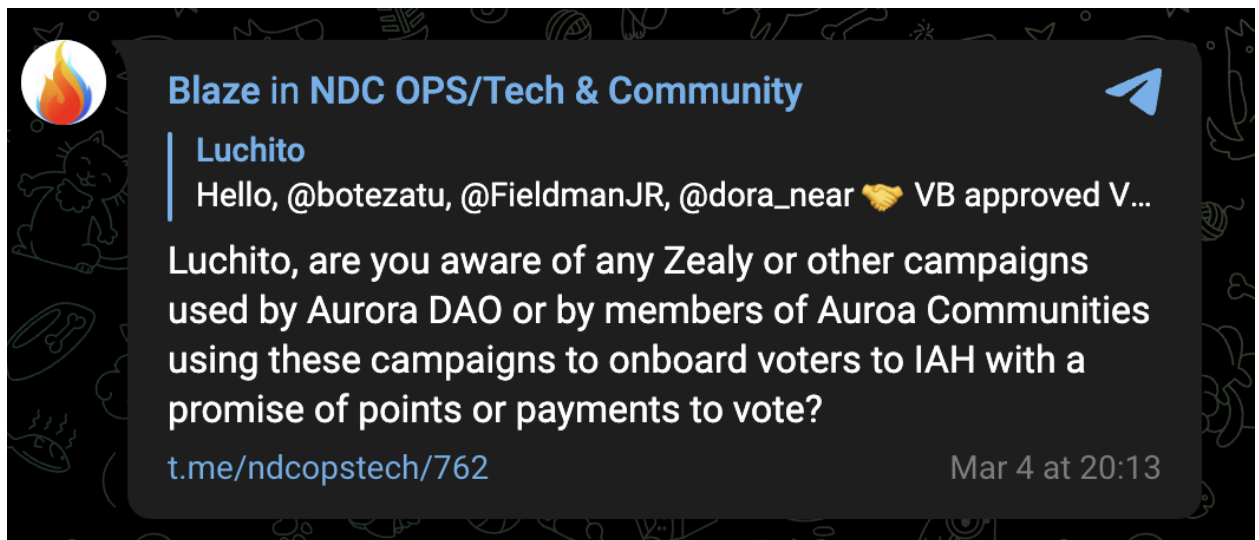 Blaze in NDC OPS/Tech & Community
Luchito
Hello, @botezatu, @FieldmanJR, @dora_near 🤝 VB approved V...
Luchito, are you aware of any Zealy or other campaigns
used by Aurora DAO or by members of Auroa Communities
using these campaigns to onboard voters to IAH with a
promise of points or payments to vote?
t.me/ndcopstech/762
Mar 4 at 20:13